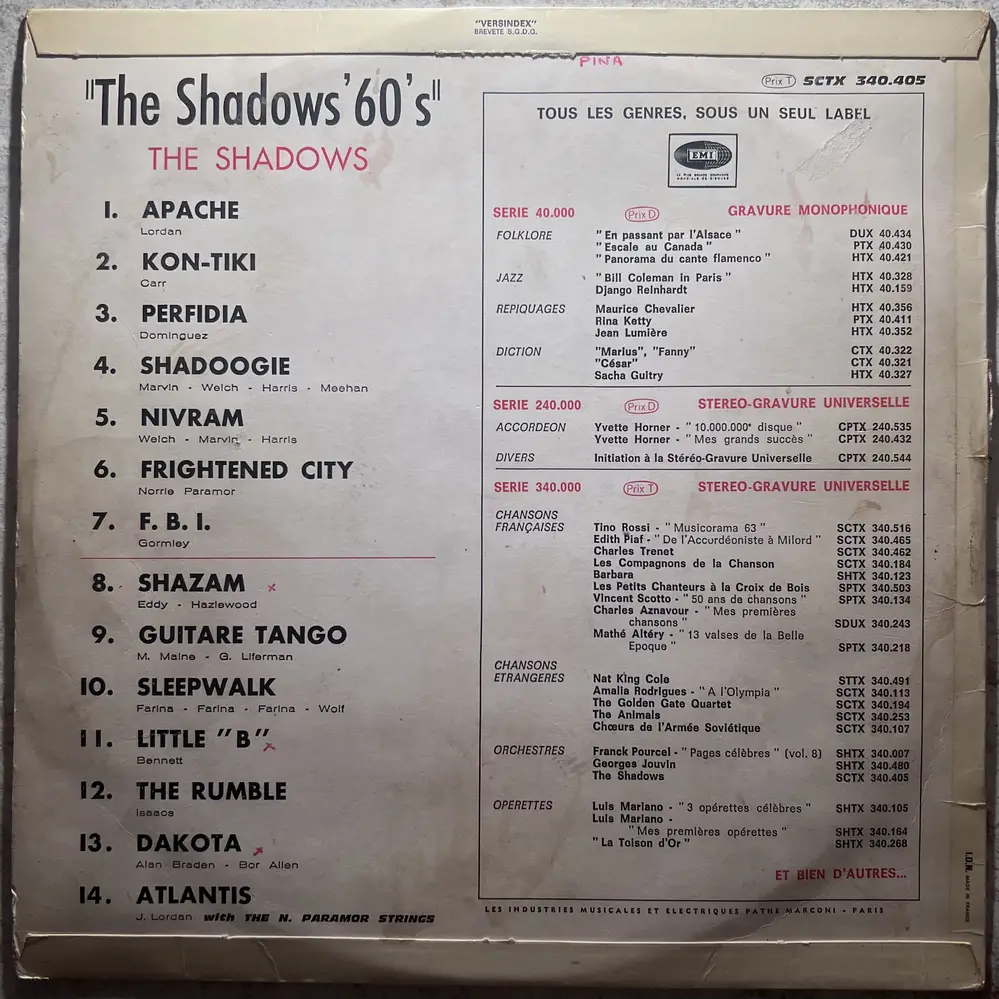 "VERSINDEX"
BREVETE S.G.D.G.
PINA
"The Shadows '60's"
THE SHADOWS
1. APACHE
Lordan
2. KON-TIKI
Carr
3. PERFIDIA
Dominguez
4. SHADOOGIE
Marvin - Welch - Harris - Meehan
5. NIVRAM
Welch - Marvin - Harris
6. FRIGHTENED CITY
Norrie Paramor
7. F. B. I.
Gormley
8. SHAZAM
Eddy - Hazlewood
9. GUITARE TANGO
M. Maine - G. Liferman
10. SLEEPWALK
Farina - Farina - Farina - Wolf
11. LITTLE "B"
Bennett
12. THE RUMBLE
Isaacs
13. DAKOTA
Alan Braden - Bor Allen
14. ATLANTIS
J. Lordan with THE N. PARAMOR STRINGS
Prix T SCTX 340.405
TOUS LES GENRES, SOUS UN SEUL LABEL
EMI
LA PLUS GRANDE COMPAGNIE
MONDIALE DE DISQUES
SERIE 40.000 Prix D GRAVURE MONOPHONIQUE
FOLKLORE "En passant par l'Alsace" DUX 40.434
"Escale au Canada" PTX 40.430
"Panorama du cante flamenco" HTX 40.421
JAZZ "Bill Coleman in Paris" HTX 40.328
Django Reinhardt HTX 40.159
REPIQUAGES Maurice Chevalier HTX 40.356
Rina Ketty PTX 40.411
Jean Lumière HTX 40.352
DICTION "Marius", "Fanny" CTX 40.322
"César" CTX 40.321
Sacha Guitry HTX 40.327
SERIE 240.000 Prix D STEREO-GRAVURE UNIVERSELLE
ACCORDEON Yvette Horner - "10.000.000e disque" CPTX 240.535
Yvette Horner - "Mes grands succès" CPTX 240.432
DIVERS Initiation à la Stéréo-Gravure Universelle CPTX 240.544
SERIE 340.000 Prix T STEREO-GRAVURE UNIVERSELLE
CHANSONS
FRANÇAISES Tino Rossi - "Musicorama 63" SCTX 340.516
Edith Piaf - "De l'Accordéoniste à Milord" SCTX 340.465
Charles Trenet SCTX 340.462
Les Compagnons de la Chanson SCTX 340.184
Barbara SHTX 340.123
Les Petits Chanteurs à la Croix de Bois SPTX 340.503
Vincent Scotto - "50 ans de chansons" SPTX 340.134
Charles Aznavour - "Mes premières
chansons" SDUX 340.243
Mathé Altéry - "13 valses de la Belle
Epoque" SPTX 340.218
CHANSONS
ETRANGERES Nat King Cole STTX 340.491
Amalia Rodrigues - "A l'Olympia" SCTX 340.113
The Golden Gate Quartet SCTX 340.194
The Animals SCTX 340.253
Chœurs de l'Armée Soviétique SCTX 340.107
ORCHESTRES Franck Pourcel - "Pages célèbres" (vol. 8) SHTX 340.007
Georges Jouvin SHTX 340.480
The Shadows SCTX 340.405
OPERETTES Luis Mariano - "3 opérettes célèbres" SHTX 340.105
Luis Mariano -
"Mes premières opérettes" SHTX 340.164
"La Toison d'Or" SHTX 340.268
ET BIEN D'AUTRES...
LES INDUSTRIES MUSICALES ET ELECTRIQUES PATHE MARCONI - PARIS
I.D.N. MADE IN FRANCE